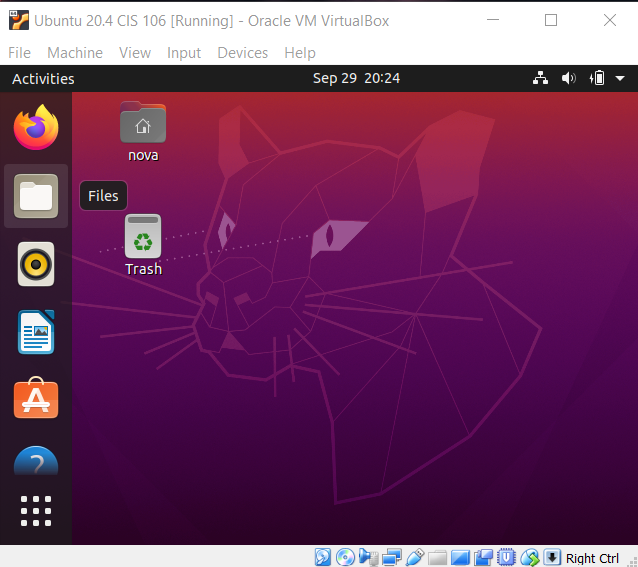 Ubuntu 20.4 CIS 106 [Running] - Oracle VM VirtualBox
File Machine View Input Devices Help
Activities Sep 29 20:24
nova
Files
Trash
?
Right Ctrl